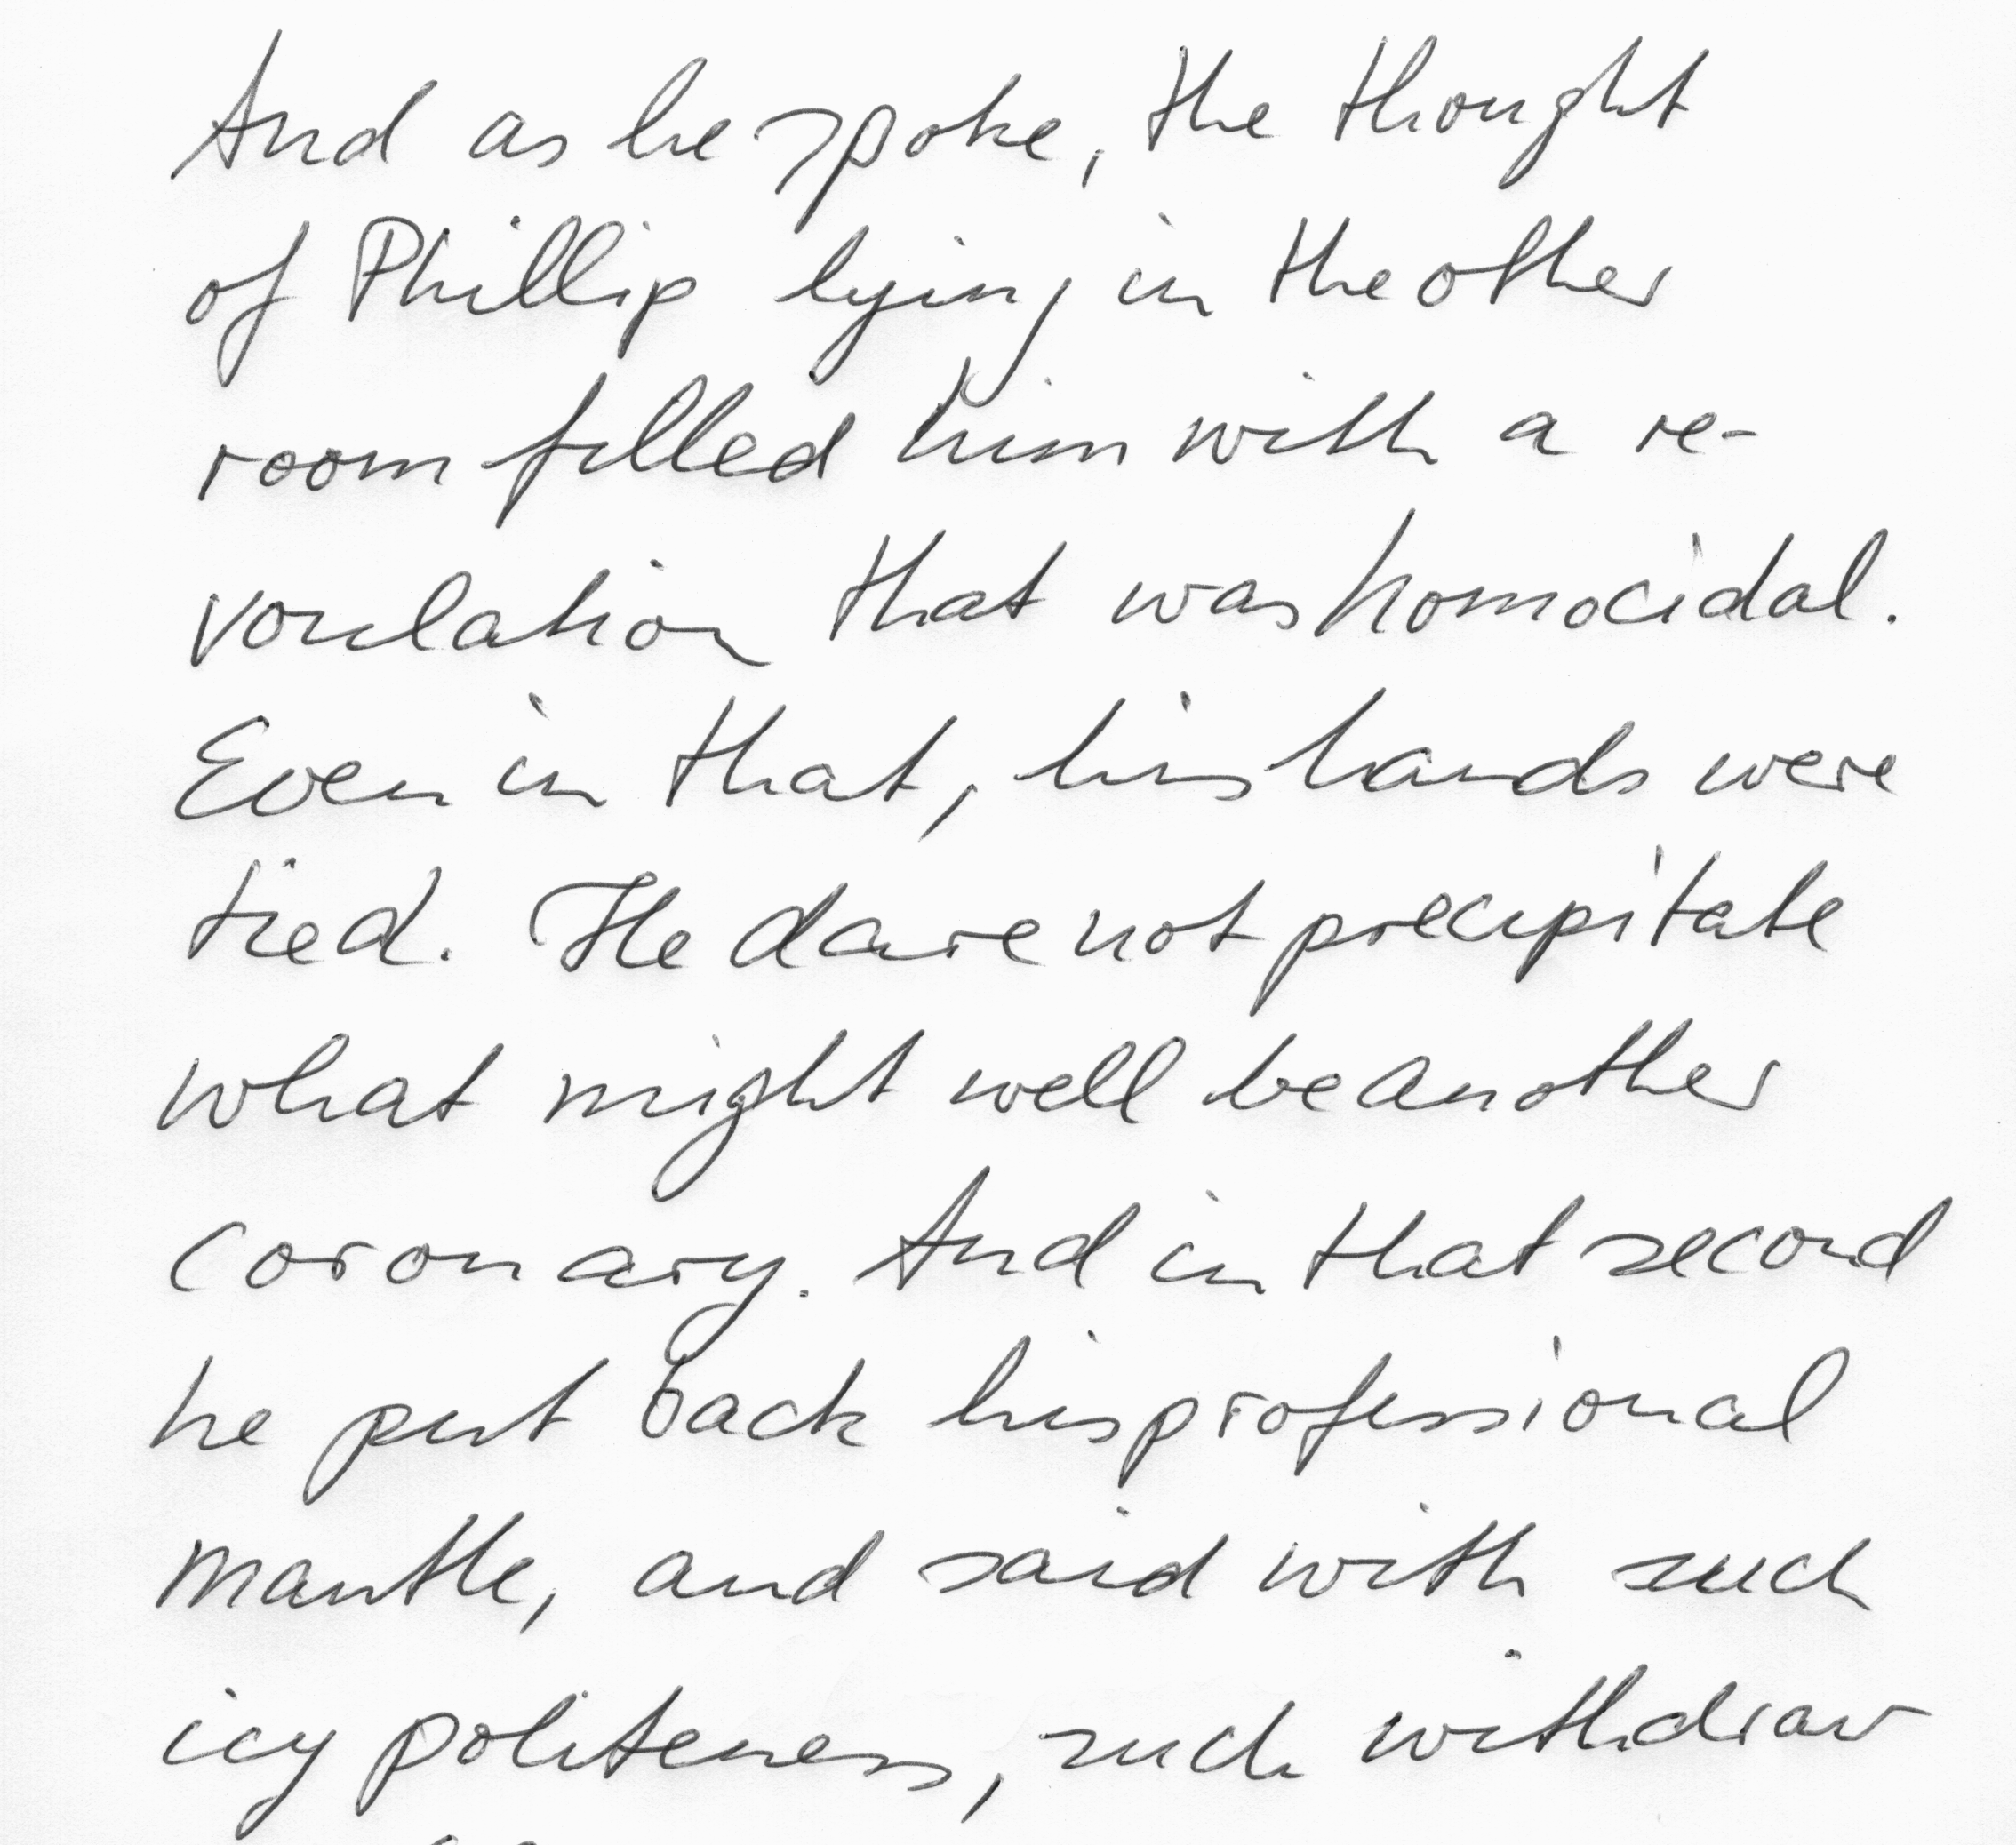 And as he spoke, the thought
of Phillip lying in the other
room filled him with a re-
voulation that was homocidal.
Even in that, his hands were
tied. He dare not precipitate
what might well be another
coronary. And in that second
he put back his professional
mantle, and said with such
icy politeness, such withdraw